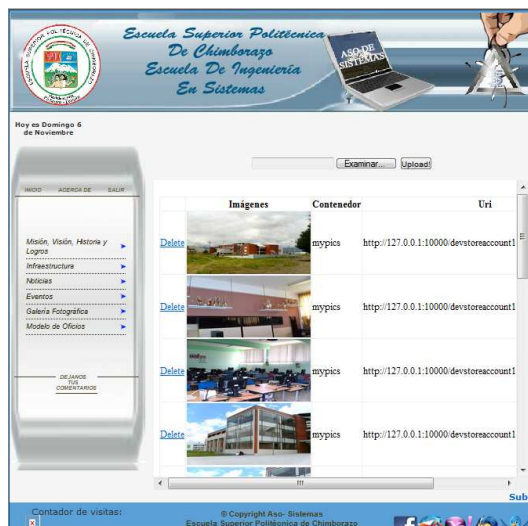 Escuela Superior Politécnica
De Chimborazo
Escuela De Ingeniería
En Sistemas
ASO DE
SISTEMAS
Hoy es Domingo 6
de Noviembre
Examinar... Upload!
INICIO ACERCA DE SALIR
Misión, Visión, Historia y
Logros
Infraestructura
Noticias
Eventos
Galería Fotográfica
Modelo de Oficios
DEJANOS
TUS
COMENTARIOS
Imágenes Contenedor Uri
Delete mypics http://127.0.0.1:10000/devstoreaccount1
Delete mypics http://127.0.0.1:10000/devstoreaccount1
Delete mypics http://127.0.0.1:10000/devstoreaccount1
Delete mypics http://127.0.0.1:10000/devstoreaccount1
Sub
Contador de visitas:
© Copyright Aso- Sistemas
Escuela Superior Politécnica de Chimborazo